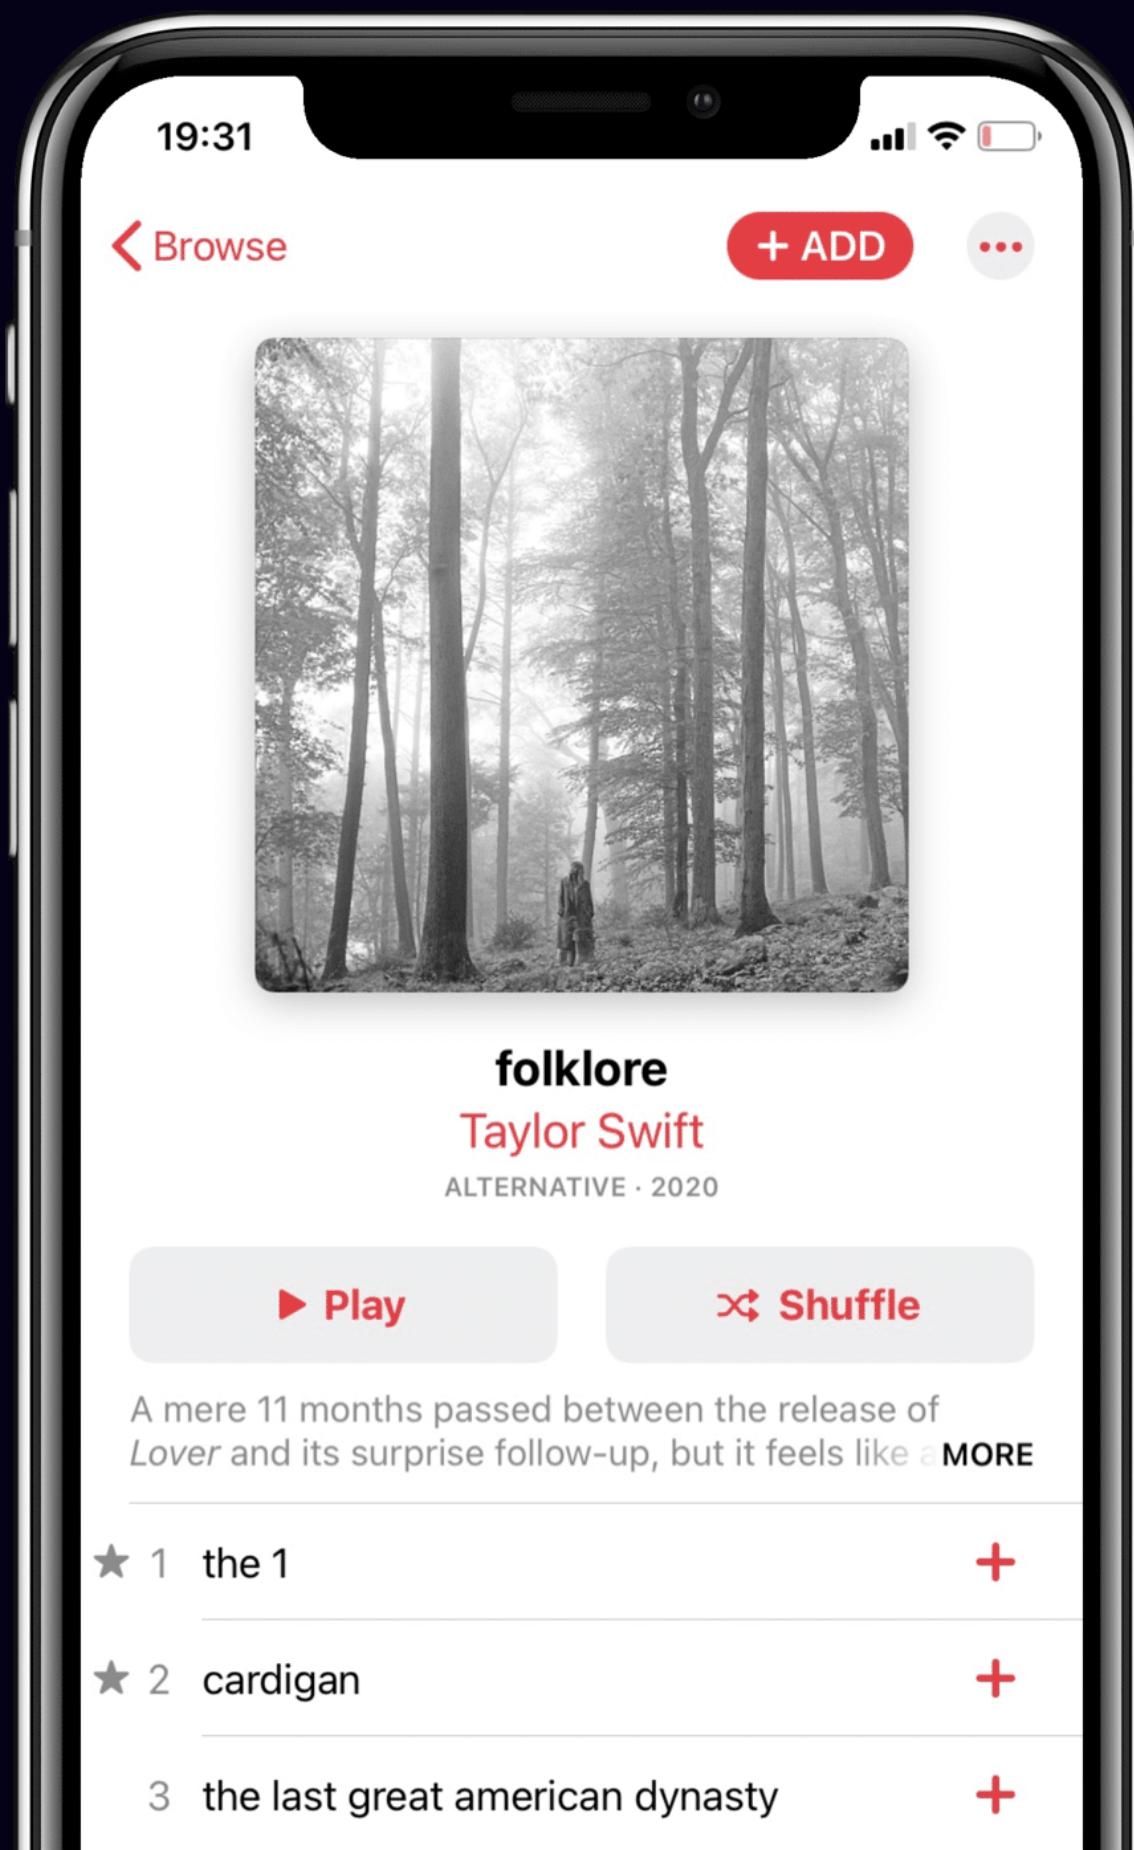 19:31
Browse
+ ADD
folklore
Taylor Swift
ALTERNATIVE · 2020
Play
Shuffle
A mere 11 months passed between the release of
Lover and its surprise follow-up, but it feels like MORE
1 the 1
2 cardigan
3 the last great american dynasty